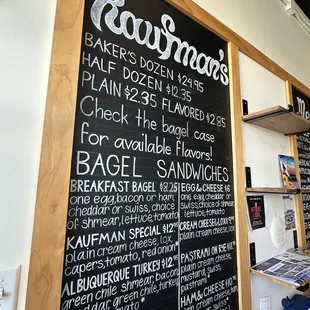 Kaufman's
BAKER'S DOZEN $24.95
HALF DOZEN $12.35
PLAIN $2.35 FLAVORED $2.85
Check the bagel case
for available flavors!
BAGEL SANDWICHES
BREAKFAST BAGEL $8.25
one egg, bacon or ham,
cheddar or swiss, choice
of shmear, lettuce, tomato
KAUFMAN SPECIAL $12.95
plain cream cheese, lox,
capers, tomato, red onion
ALBUQUERQUE TURKEY $12
green chile shmear, bacon
cheddar, green chile, turkey
EGG & CHEESE
one egg, cheddar
or swiss, choice of
shmear, lettuce,
tomato
CREAM CHEESE & LOX
plain cream cheese,
PASTRAMI ON RYE
mustard,
swiss
HAM & CHEESE
plain cream cheese